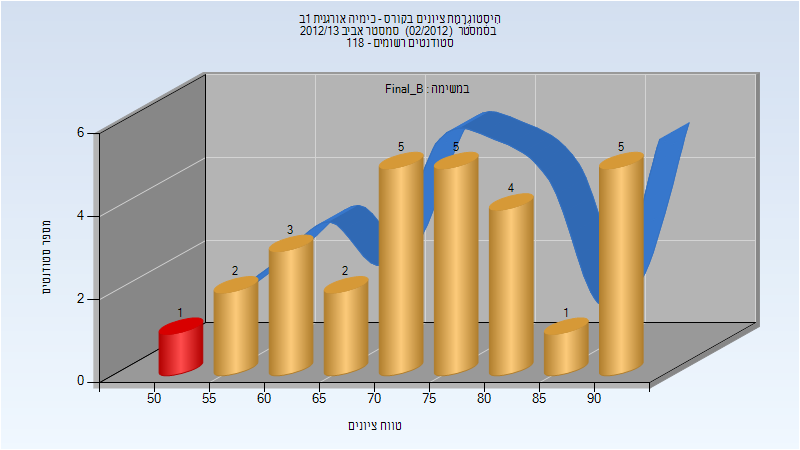 היסטוגרמת ציונים בקורס - כימיה אורגנית 1ב
בסמסטר (02/2012) סמסטר אביב 2012/13
סטודנטים רשומים - 118
במשימה : Final_B
מספר סטודנטים
6
4
2
0
1
2
3
2
5
5
4
1
5
50 55 60 65 70 75 80 85 90
טווח ציונים